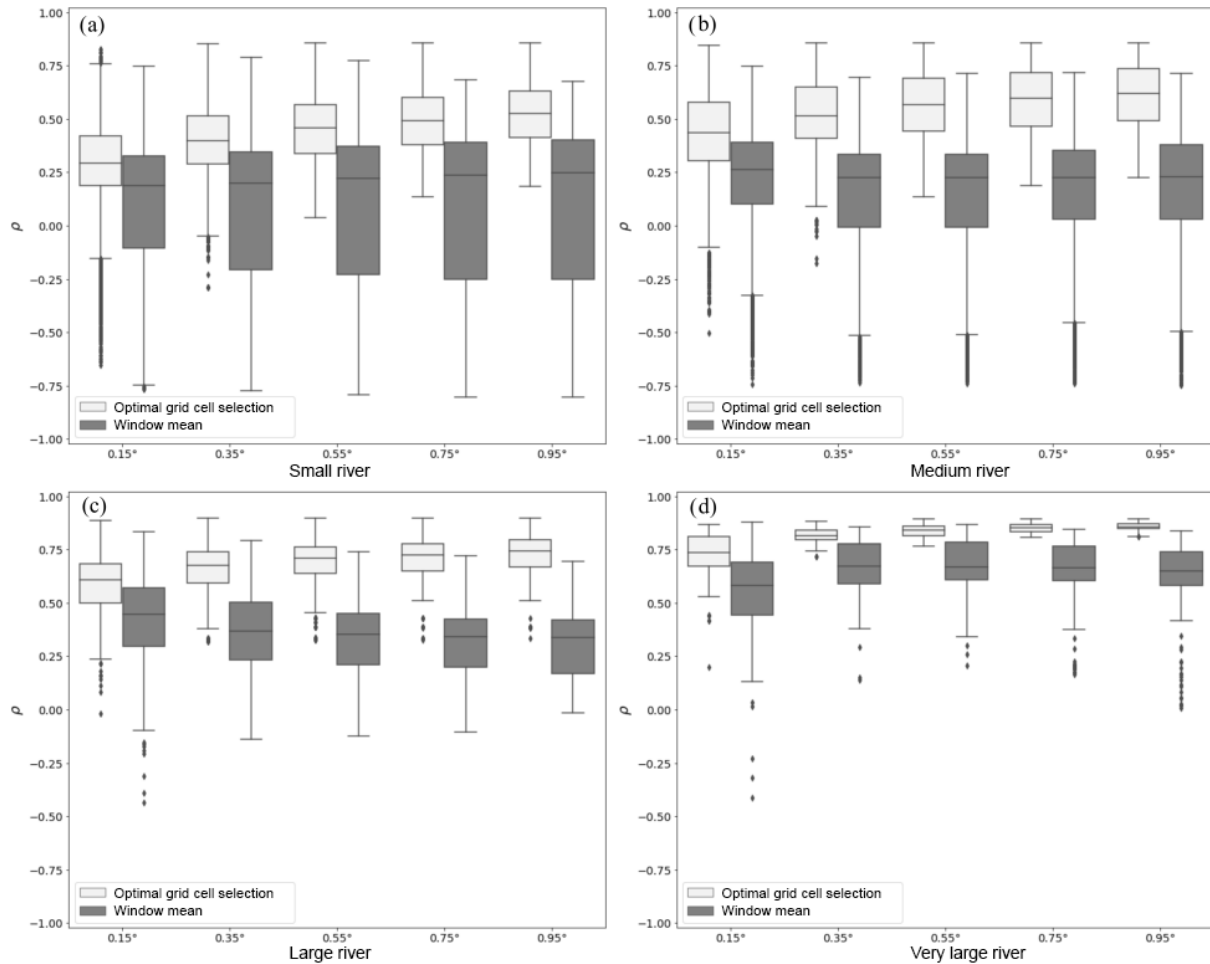 (a)
1.00
0.75
0.50
0.25
0.00
−0.25
−0.50
−0.75
−1.00
ρ
Optimal grid cell selection
Window mean
0.15° 0.35° 0.55° 0.75° 0.95°
Small river
(b)
1.00
0.75
0.50
0.25
0.00
−0.25
−0.50
−0.75
−1.00
ρ
Optimal grid cell selection
Window mean
0.15° 0.35° 0.55° 0.75° 0.95°
Medium river
(c)
1.00
0.75
0.50
0.25
0.00
−0.25
−0.50
−0.75
−1.00
ρ
Optimal grid cell selection
Window mean
0.15° 0.35° 0.55° 0.75° 0.95°
Large river
(d)
1.00
0.75
0.50
0.25
0.00
−0.25
−0.50
−0.75
−1.00
ρ
Optimal grid cell selection
Window mean
0.15° 0.35° 0.55° 0.75° 0.95°
Very large river